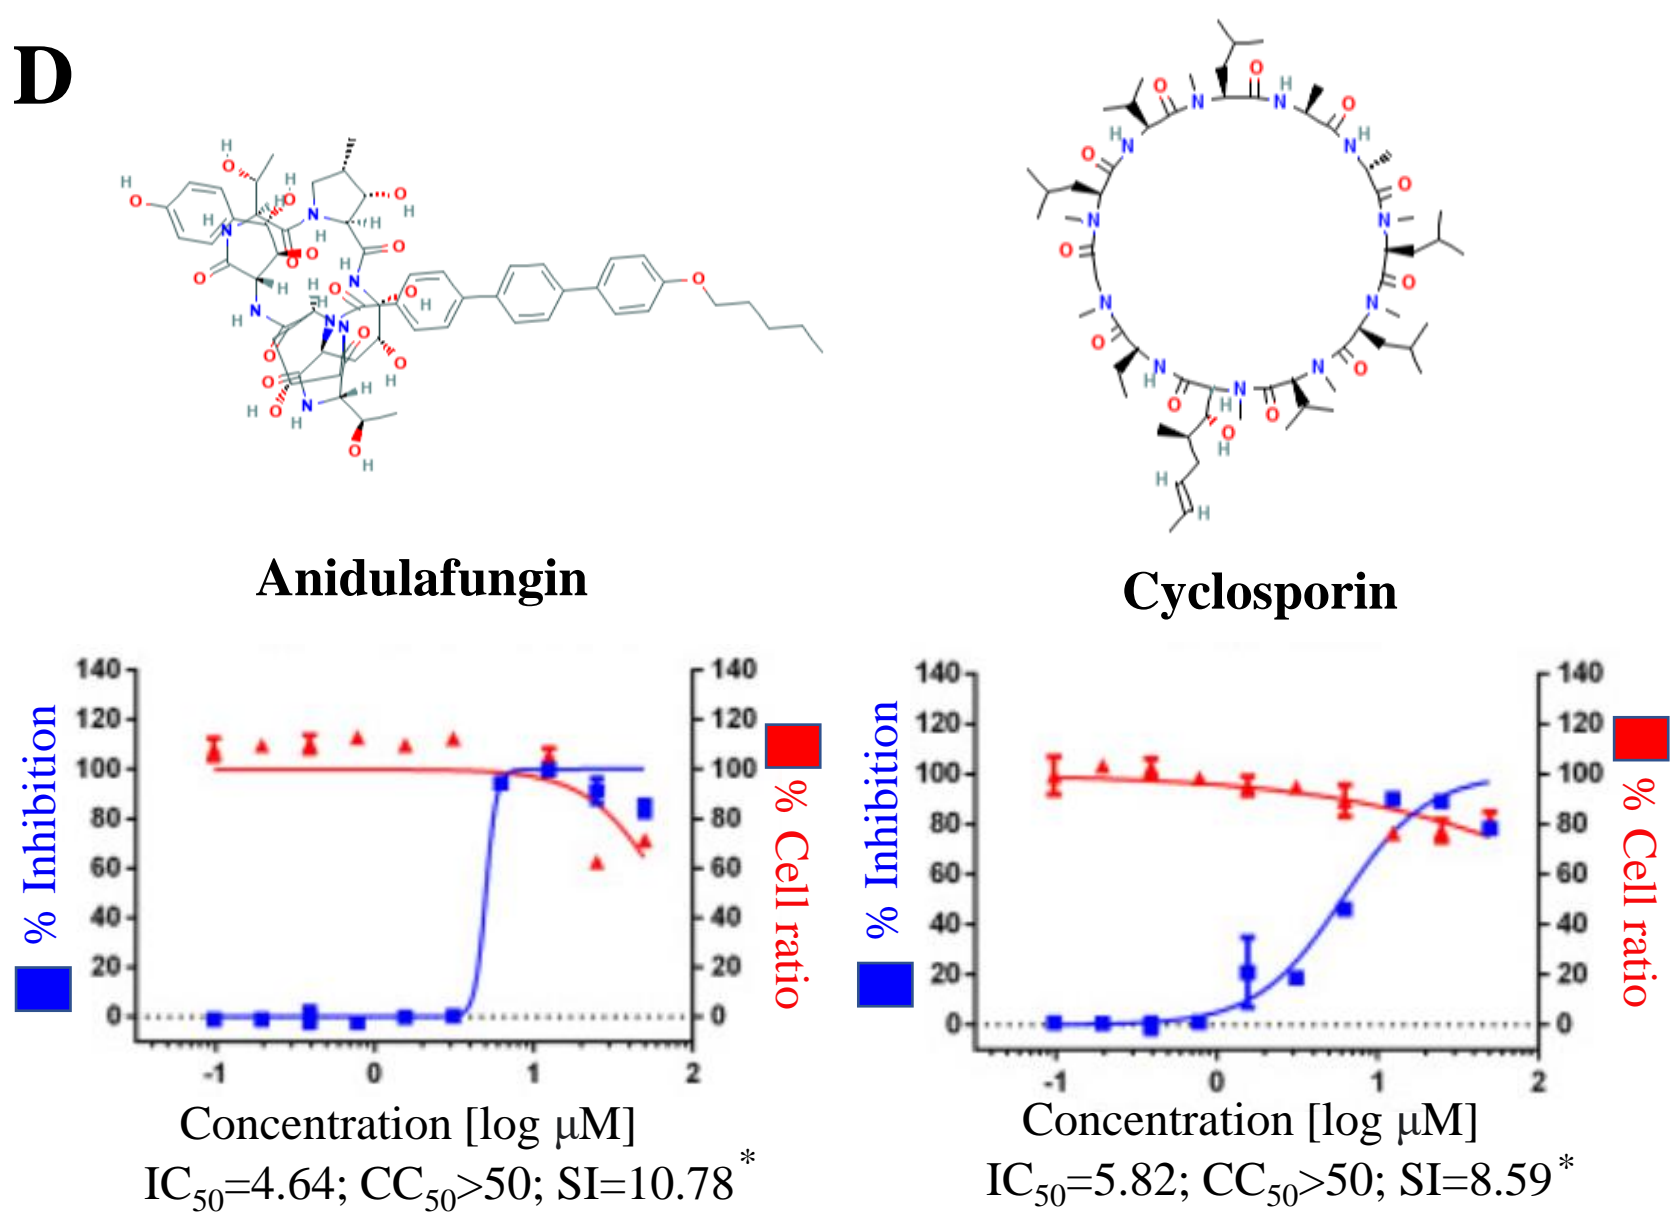 D
Anidulafungin
Cyclosporin
140 120 100 80 60 40 20 0
140 120 100 80 60 40 20 0
% Inhibition
% Cell ratio
-1 0 1 2
Concentration [log μM]
IC50=4.64; CC50>50; SI=10.78*
140 120 100 80 60 40 20 0
140 120 100 80 60 40 20 0
% Inhibition
% Cell ratio
-1 0 1 2
Concentration [log μM]
IC50=5.82; CC50>50; SI=8.59*